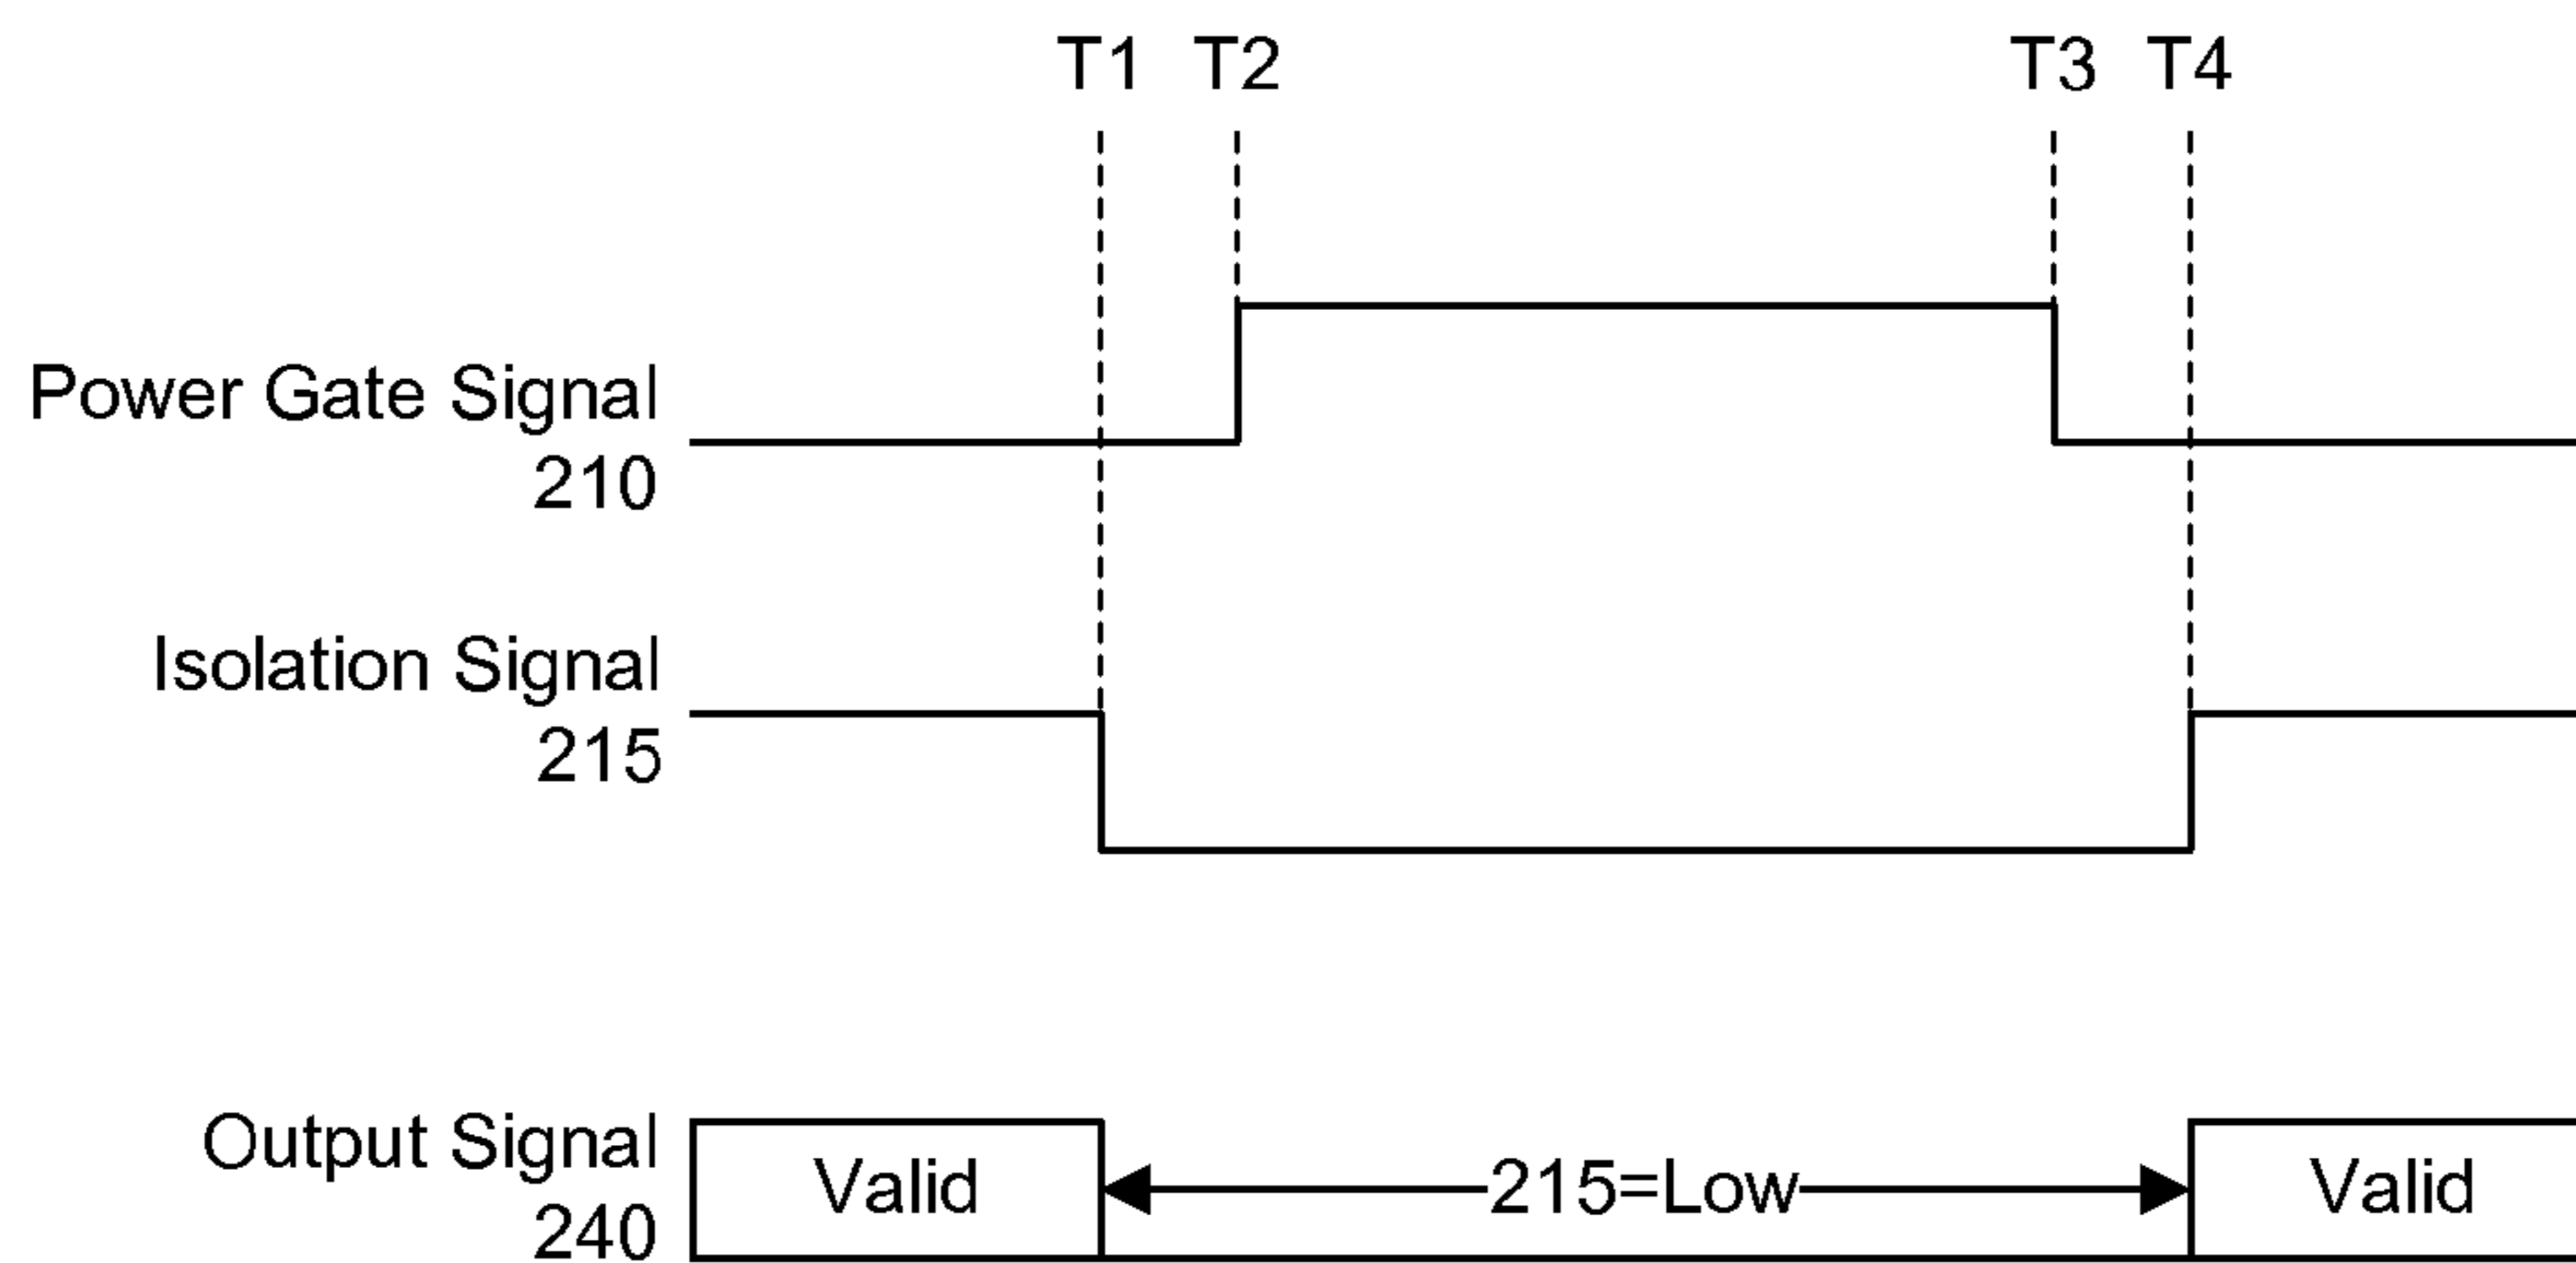 T1 T2 T3 T4
Power Gate Signal
210
Isolation Signal
215
Output Signal
240
Valid
215=Low
Valid